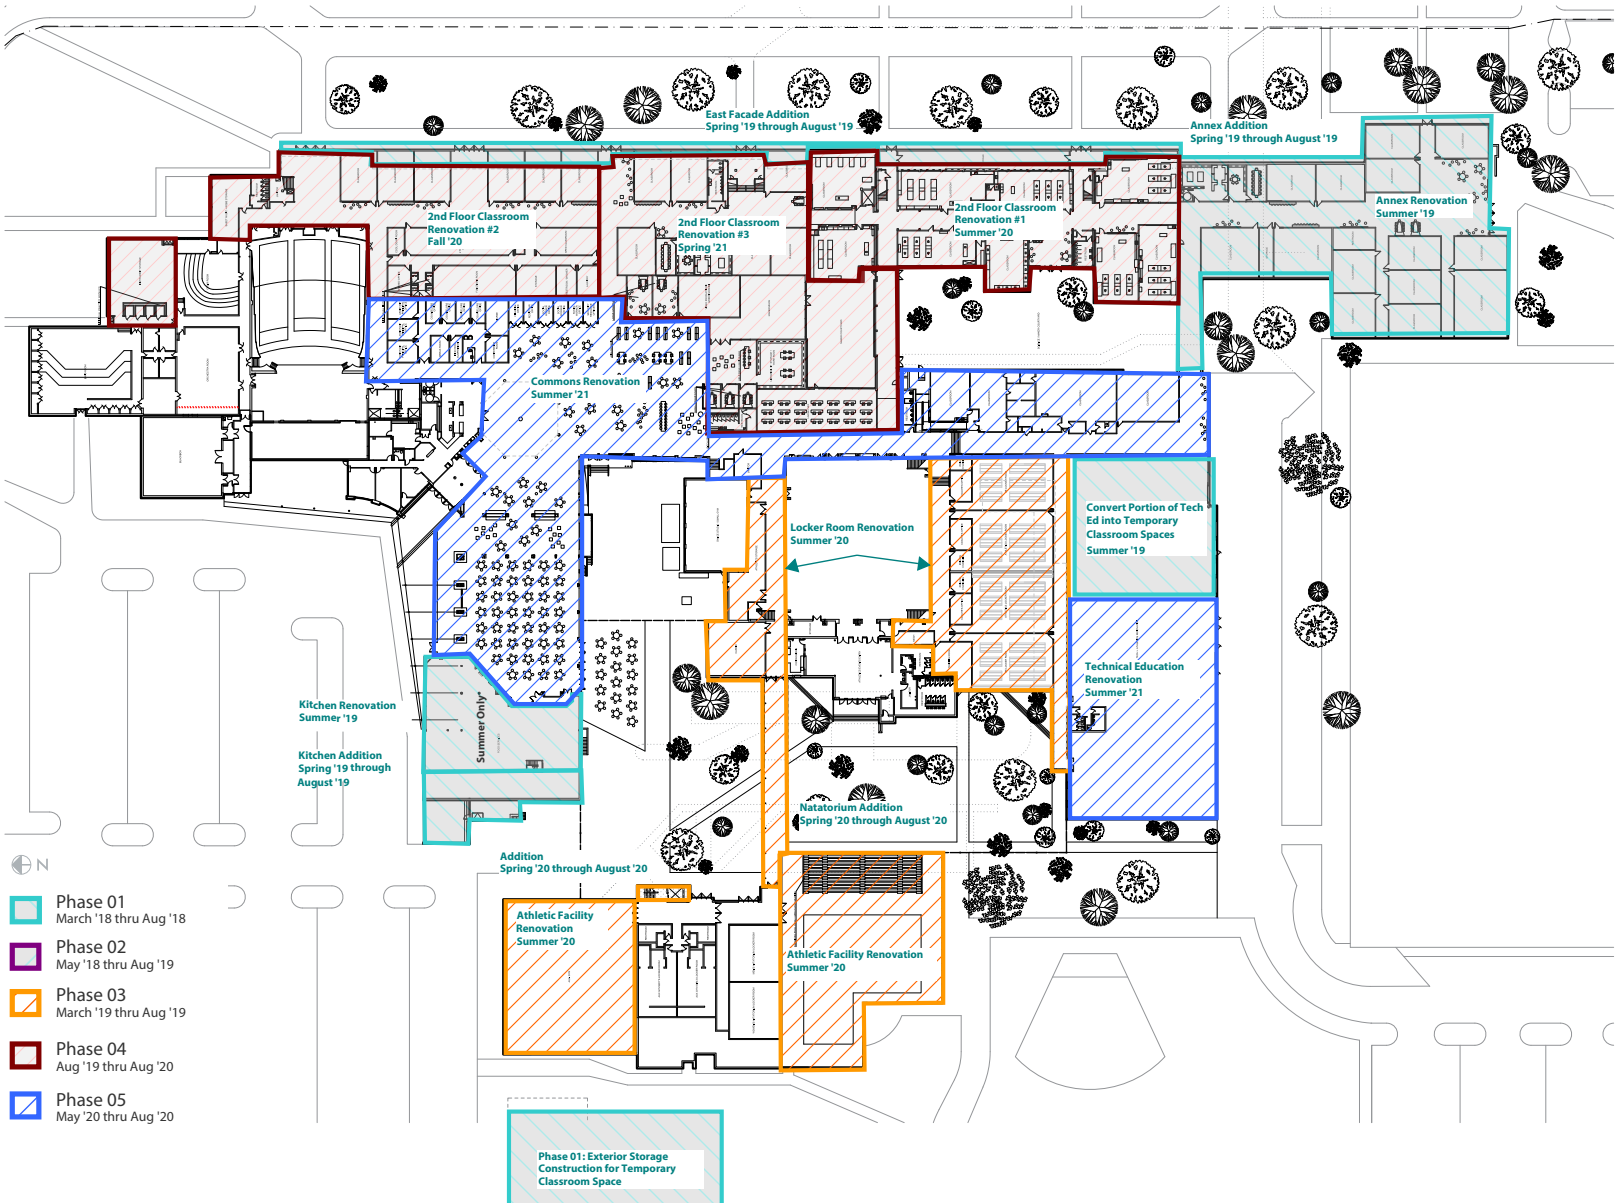 East Facade Addition
Spring '19 through August '19
Annex Addition
Spring '19 through August '19
Annex Renovation
Summer '19
2nd Floor Classroom
Renovation #2
Fall '20
2nd Floor Classroom
Renovation #3
Spring '21
2nd Floor Classroom
Renovation #1
Summer '20
Commons Renovation
Summer '21
Locker Room Renovation
Summer '20
Convert Portion of Tech
Ed into Temporary
Classroom Spaces
Summer '19
Technical Education
Renovation
Summer '21
Kitchen Renovation
Summer '19
Summer Only*
Kitchen Addition
Spring '19 through
August '19
Natatorium Addition
Spring '20 through August '20
Addition
Spring '20 through August '20
Athletic Facility
Renovation
Summer '20
Athletic Facility Renovation
Summer '20
N
Phase 01
March '18 thru Aug '18
Phase 02
May '18 thru Aug '19
Phase 03
March '19 thru Aug '19
Phase 04
Aug '19 thru Aug '20
Phase 05
May '20 thru Aug '20
Phase 01: Exterior Storage
Construction for Temporary
Classroom Space